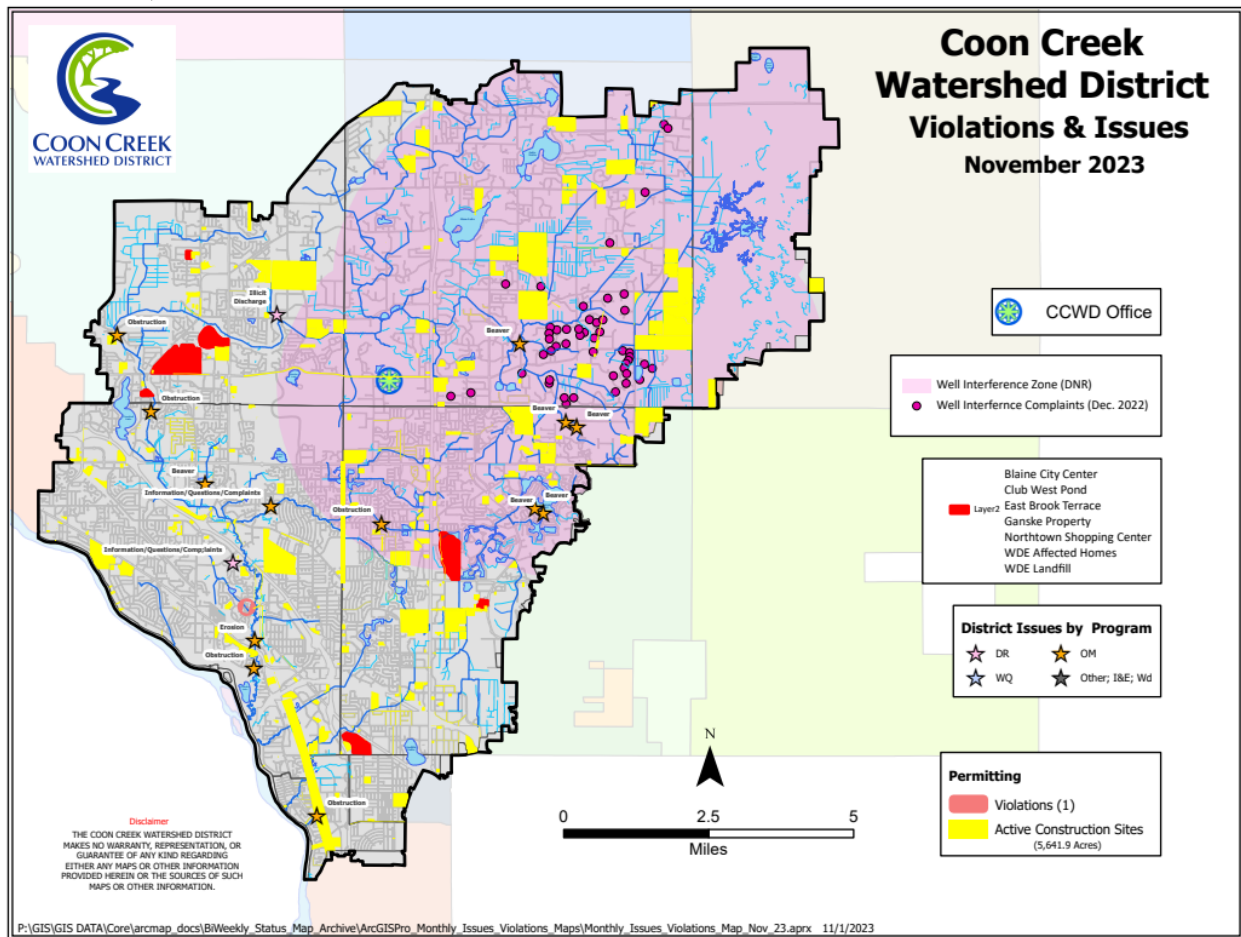 COON CREEK
WATERSHED DISTRICT
Coon Creek
Watershed District
Violations & Issues
November 2023
CCWD Office
Well Interference Zone (DNR)
Well Interfernce Complaints (Dec. 2022)
Layer2
Blaine City Center
Club West Pond
East Brook Terrace
Ganske Property
Northtown Shopping Center
WDE Affected Homes
WDE Landfill
District Issues by Program
DR
OM
WQ
Other; I&E; Wd
Permitting
Violations (1)
Active Construction Sites
(5,641.9 Acres)
Illicit
Discharge
Obstruction
Beaver
Obstruction
Beaver
Beaver
Beaver
Information/Questions/Complaints
Beaver
Beaver
Obstruction
Information/Questions/Comp;laints
Erosion
Obstruction
Obstruction
N
0
2.5
5
Miles
Disclaimer
THE COON CREEK WATERSHED DISTRICT
MAKES NO WARRANTY, REPRESENTATION, OR
GUARANTEE OF ANY KIND REGARDING
EITHER ANY MAPS OR OTHER INFORMATION
PROVIDED HEREIN OR THE SOURCES OF SUCH
MAPS OR OTHER INFORMATION.
P:\GIS\GIS DATA\Core\arcmap_docs\BiWeekly_Status_Map_Archive\ArcGISPro_Monthly_Issues_Violations_Maps\Monthly_Issues_Violations_Map_Nov_23.aprx 11/1/2023